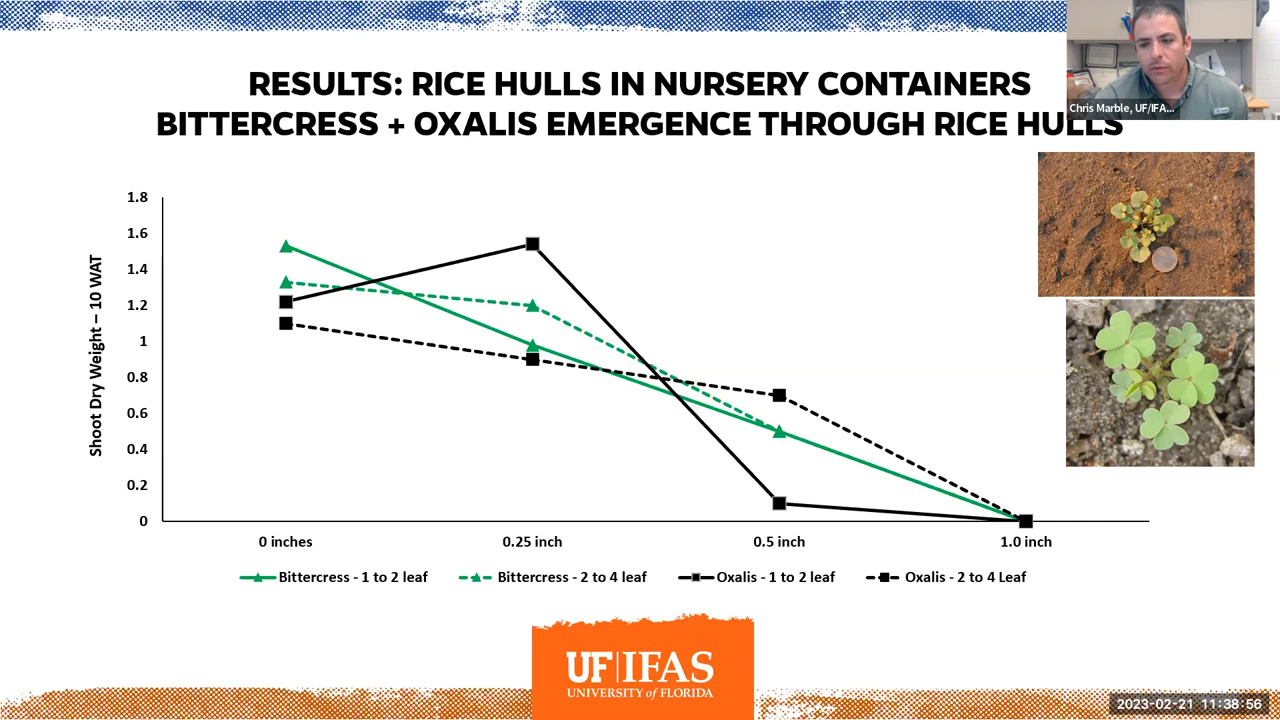 RESULTS: RICE HULLS IN NURSERY CONTAINERS
BITTERCRESS + OXALIS EMERGENCE THROUGH RICE HULLS
Chris Marble, UF/IFA...
Shoot Dry Weight – 10 WAT
1.8
1.6
1.4
1.2
1
0.8
0.6
0.4
0.2
0
0 inches 0.25 inch 0.5 inch 1.0 inch
Bittercress - 1 to 2 leaf Bittercress - 2 to 4 leaf Oxalis - 1 to 2 leaf Oxalis - 2 to 4 Leaf
UF|IFAS
UNIVERSITY of FLORIDA
2023-02-21 11:38:56